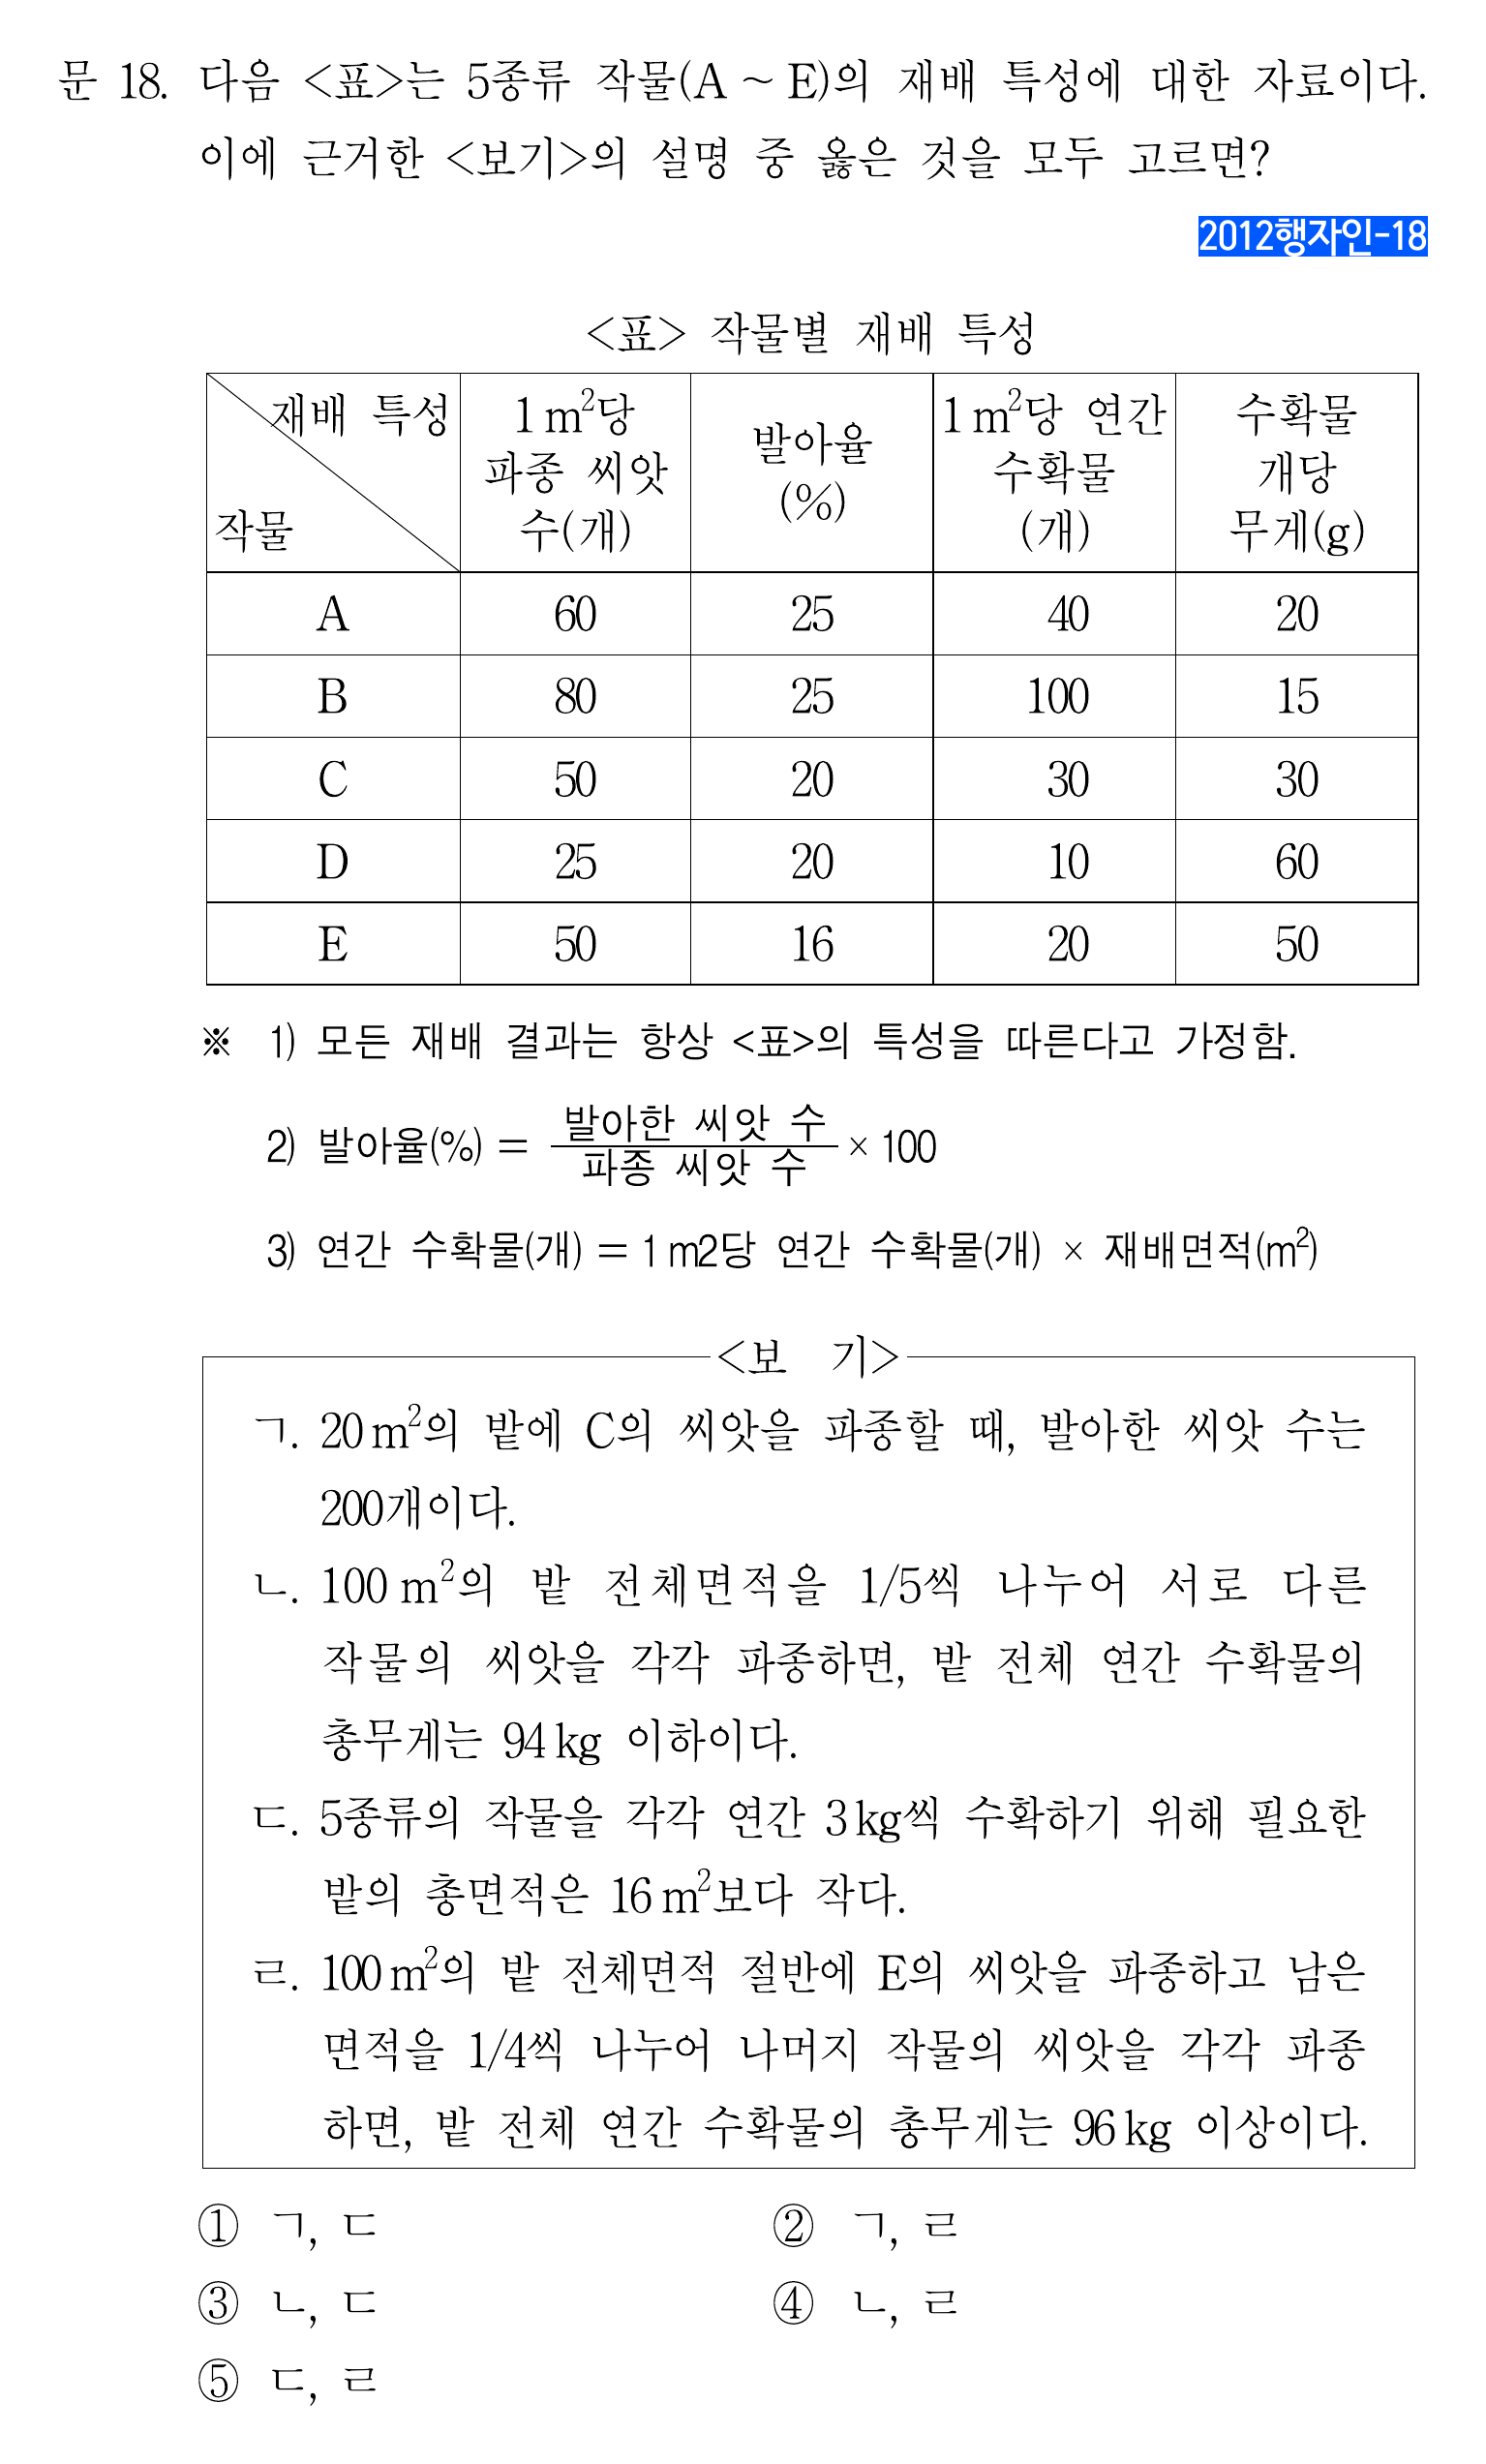 문 18. 다음 <표>는 5종류 작물(A ~ E)의 재배 특성에 대한 자료이다.
이에 근거한 <보기>의 설명 중 옳은 것을 모두 고르면?
2012행자인-18
<표> 작물별 재배 특성
재배 특성
작물
1 m²당
파종 씨앗
수(개)
발아율
(%)
1 m²당 연간
수확물
(개)
수확물
개당
무게(g)
A 60 25 40 20
B 80 25 100 15
C 50 20 30 30
D 25 20 10 60
E 50 16 20 50
※ 1) 모든 재배 결과는 항상 <표>의 특성을 따른다고 가정함.
2) 발아율(%) = 발아한 씨앗 수 / 파종 씨앗 수 × 100
3) 연간 수확물(개) = 1 m2당 연간 수확물(개) × 재배면적(m²)
<보 기>
ㄱ. 20 m²의 밭에 C의 씨앗을 파종할 때, 발아한 씨앗 수는
200개이다.
ㄴ. 100 m²의 밭 전체면적을 1/5씩 나누어 서로 다른
작물의 씨앗을 각각 파종하면, 밭 전체 연간 수확물의
총무게는 94 kg 이하이다.
ㄷ. 5종류의 작물을 각각 연간 3 kg씩 수확하기 위해 필요한
밭의 총면적은 16 m²보다 작다.
ㄹ. 100 m²의 밭 전체면적 절반에 E의 씨앗을 파종하고 남은
면적을 1/4씩 나누어 나머지 작물의 씨앗을 각각 파종
하면, 밭 전체 연간 수확물의 총무게는 96 kg 이상이다.
① ㄱ, ㄷ ② ㄱ, ㄹ
③ ㄴ, ㄷ ④ ㄴ, ㄹ
⑤ ㄷ, ㄹ